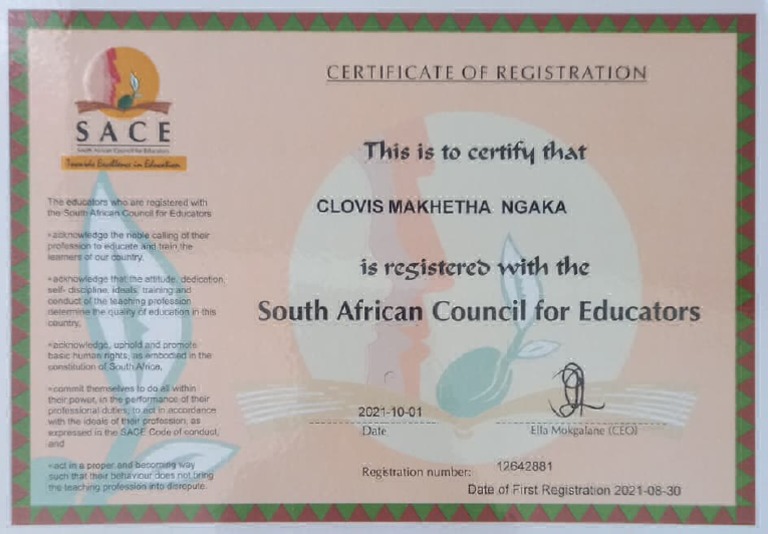 CERTIFICATE OF REGISTRATION
SACE
South African Council for Educators
Towards Excellence in Education
This is to certify that
CLOVIS MAKHETHA NGAKA
is registered with the
South African Council for Educators
The educators who are registered with
the South African Council for Educators
•acknowledge the noble calling of their
profession to educate and train the
learners of our country.
•acknowledge that the attitude, dedication,
self- discipline, ideals, training and
conduct of the teaching profession
determine the quality of education in this
country,
•acknowledge, uphold and promote
basic human rights, as embodied in the
constitution of South Africa,
•commit themselves to do all within
their power, in the performance of their
professional duties, to act in accordance
with the ideals of their profession, as
expressed in the SACE Code of conduct,
and
•act in a proper and becoming way
such that their behaviour does not bring
the teaching profession into disrepute.
2021-10-01
Date
Ella Mokgalane (CEO)
Registration number: 12642881
Date of First Registration 2021-08-30